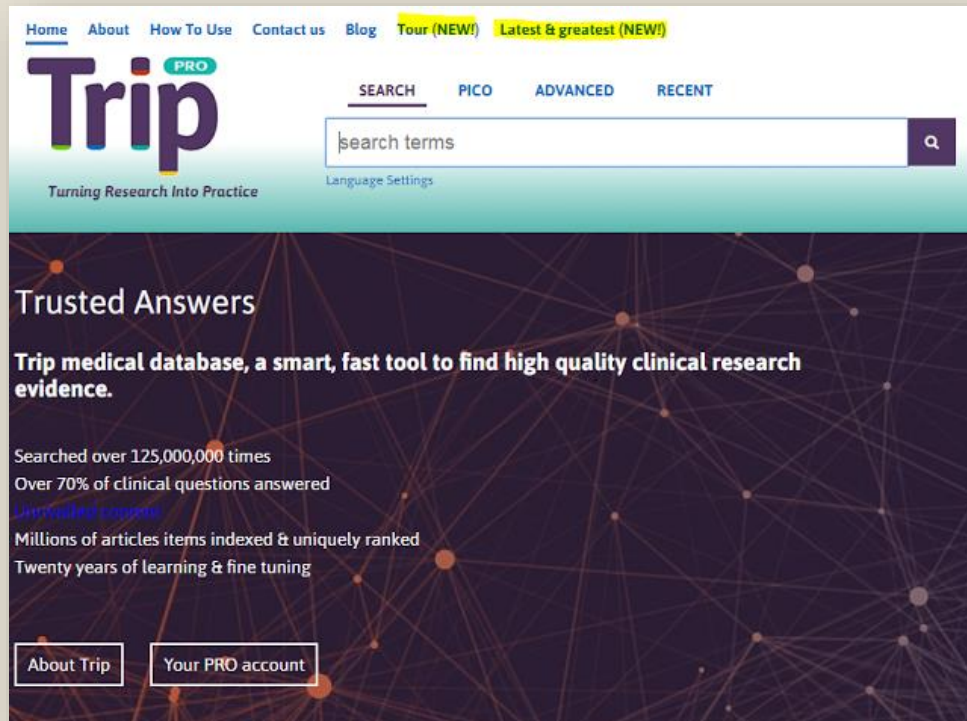 Home About How To Use Contact us Blog Tour (NEW!) Latest & greatest (NEW!)
PRO
Trip
Turning Research Into Practice
SEARCH PICO ADVANCED RECENT
search terms
Language Settings
Trusted Answers
Trip medical database, a smart, fast tool to find high quality clinical research
evidence.
Searched over 125,000,000 times
Over 70% of clinical questions answered
Millions of articles items indexed & uniquely ranked
Twenty years of learning & fine tuning
About Trip Your PRO account